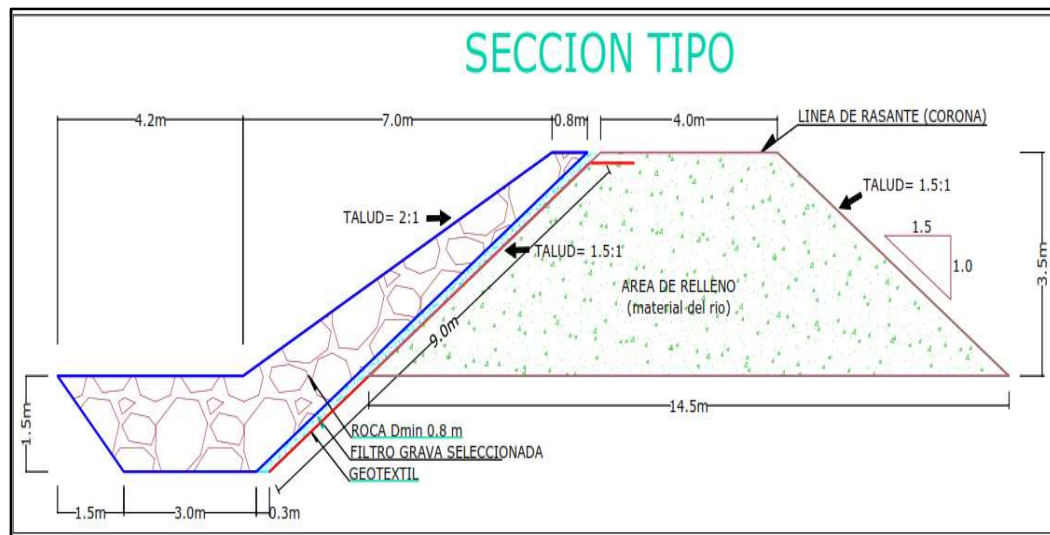 SECCION TIPO
4.2m
7.0m
0.8m
4.0m
LINEA DE RASANTE (CORONA)
TALUD= 2:1
TALUD= 1.5:1
TALUD= 1.5:1
1.5
1.0
3.5m
AREA DE RELLENO
(material del rio)
9.0m
14.5m
1.5m
ROCA Dmin 0.8 m
FILTRO GRAVA SELECCIONADA
GEOTEXTIL
1.5m
3.0m
0.3m